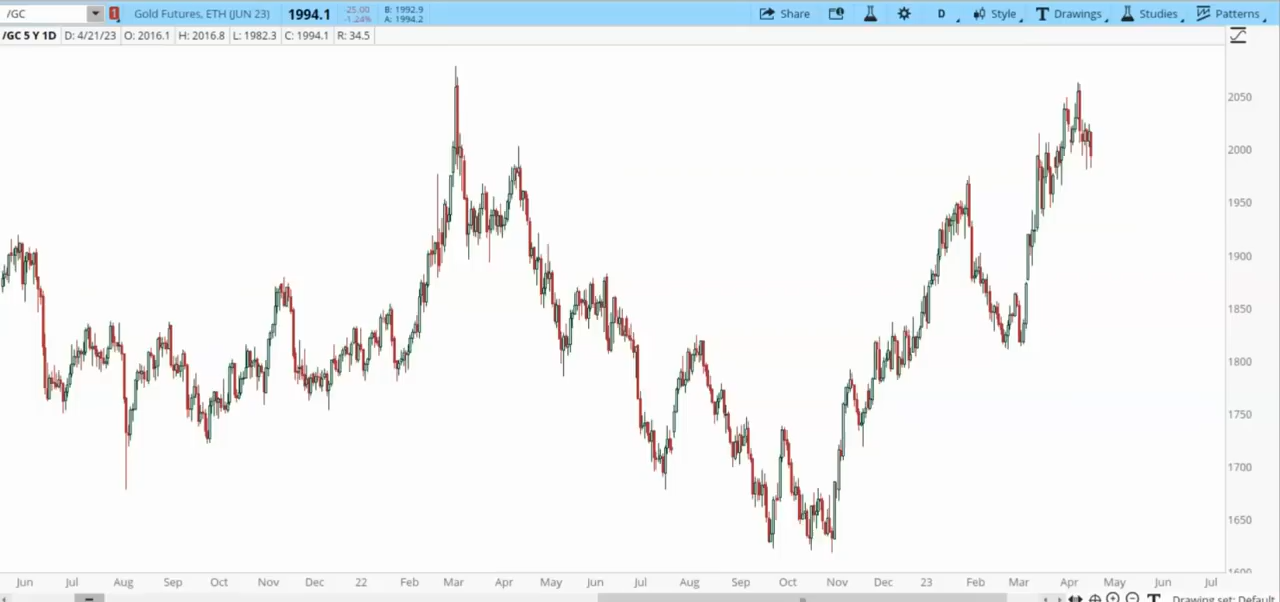 /GC 1 Gold Futures, ETH (JUN 23) 1994.1 -25.00 -1.24% B: 1992.9 A: 1994.2 Share D Style Drawings Studies Patterns
/GC 5 Y 1D D: 4/21/23 O: 2016.1 H: 2016.8 L: 1982.3 C: 1994.1 R: 34.5
2050
2000
1950
1900
1850
1800
1750
1700
1650
1600
Jun Jul Aug Sep Oct Nov Dec 22 Feb Mar Apr May Jun Jul Aug Sep Oct Nov Dec 23 Feb Mar Apr May Jun Jul
Drawing set: Default